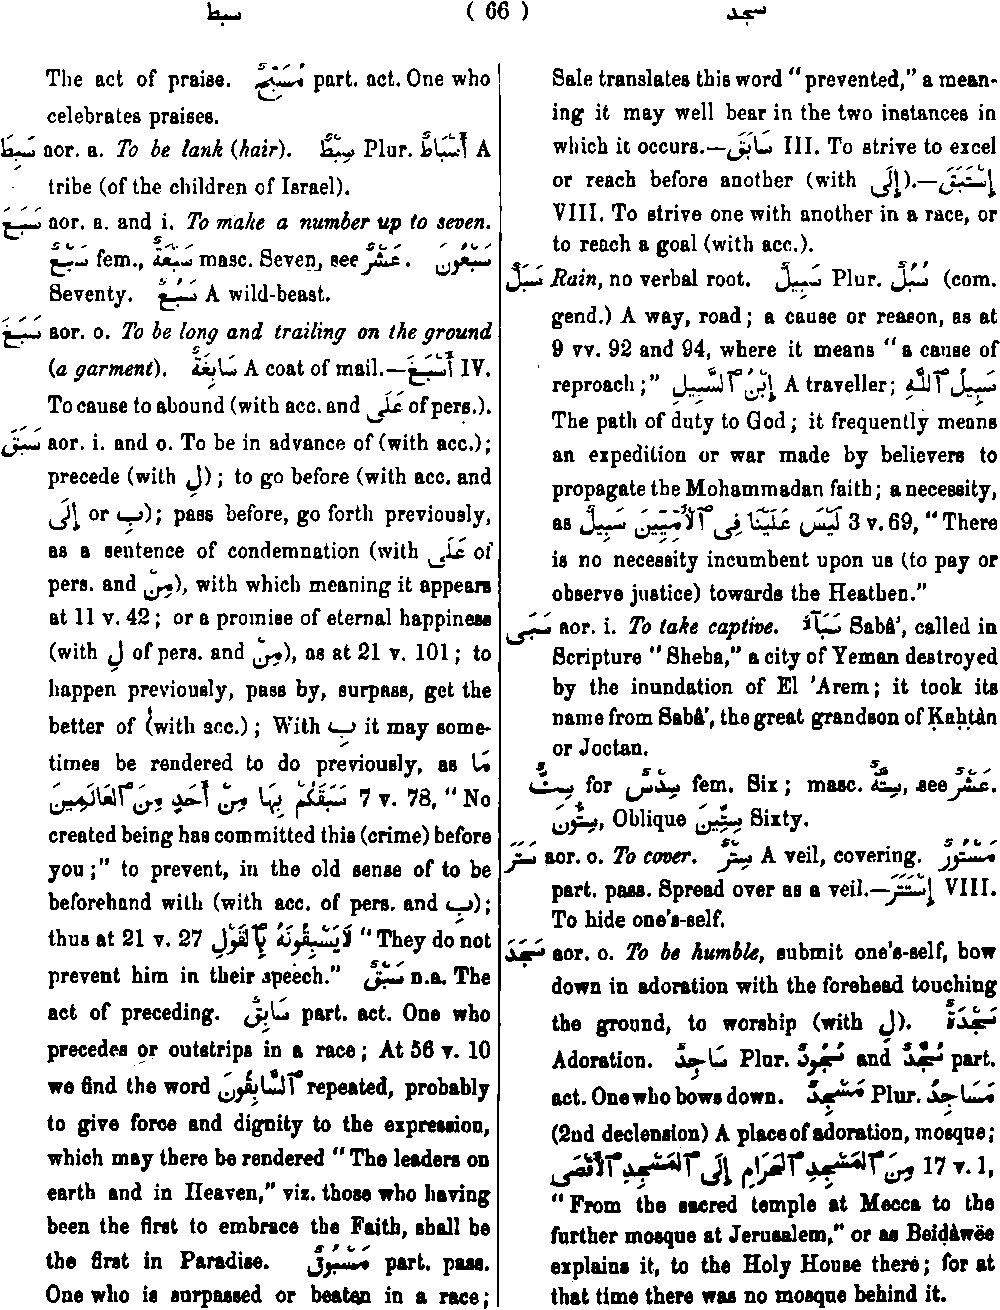 سبط ( 66 ) سجد
The act of praise. مُسَبِّحٌ part. act. One who
celebrates praises.
سَبِطَ aor. a. To be lank (hair). سِبْطٌ Plur. أَسْبَاطٌ A
tribe (of the children of Israel).
سَبَعَ aor. a. and i. To make a number up to seven.
سَبْعٌ fem., سَبْعَةٌ masc. Seven, see عَشْرٌ. سَبْعُونَ
Seventy. سَبُعٌ A wild-beast.
سَبَغَ aor. o. To be long and trailing on the ground
(a garment). سَابِغَةٌ A coat of mail.—أَسْبَغَ IV.
To cause to abound (with acc. and عَلَى of pers.).
سَبَقَ aor. i. and o. To be in advance of (with acc.);
precede (with ل); to go before (with acc. and
إِلَى or ب); pass before, go forth previously,
as a sentence of condemnation (with عَلَى of
pers. and مِنْ), with which meaning it appears
at 11 v. 42; or a promise of eternal happiness
(with لِ of pers. and مِنْ), as at 21 v. 101; to
happen previously, pass by, surpass, get the
better of (with acc.); With ب it may some-
times be rendered to do previously, as مَا
سَبَقَكُمْ بِهَا مِنْ أَحَدٍ مِنَ ٱلْعَالَمِينَ 7 v. 78, "No
created being has committed this (crime) before
you;" to prevent, in the old sense of to be
beforehand with (with acc. of pers. and ب);
thus at 21 v. 27 لَا يَسْبِقُونَهُ بِٱلْقَوْلِ "They do not
prevent him in their speech." سَبْقٌ n.a. The
act of preceding. سَابِقٌ part. act. One who
precedes or outstrips in a race; At 56 v. 10
we find the word ٱلسَّابِقُونَ repeated, probably
to give force and dignity to the expression,
which may there be rendered "The leaders on
earth and in Heaven," viz. those who having
been the first to embrace the Faith, shall be
the first in Paradise. مَسْبُوقٌ part. pass.
One who is surpassed or beaten in a race;
Sale translates this word "prevented," a mean-
ing it may well bear in the two instances in
which it occurs.—سَابَقَ III. To strive to excel
or reach before another (with إِلَى).—إِسْتَبَقَ
VIII. To strive one with another in a race, or
to reach a goal (with acc.).
سَبَلٌ Rain, no verbal root. سَبِيلٌ Plur. سُبُلٌ (com.
gend.) A way, road; a cause or reason, as at
9 vv. 92 and 94, where it means "a cause of
reproach;" إِبْنُ ٱلسَّبِيلِ A traveller; سَبِيلُ ٱللّٰهِ
The path of duty to God; it frequently means
an expedition or war made by believers to
propagate the Mohammadan faith; a necessity,
as لَيْسَ عَلَيْنَا فِى ٱلْأُمِّيِّينَ سَبِيلٌ 3 v. 69, "There
is no necessity incumbent upon us (to pay or
observe justice) towards the Heathen."
سَبَى aor. i. To take captive. سَبَأٌ Sabâ', called in
Scripture "Sheba," a city of Yeman destroyed
by the inundation of El 'Arem; it took its
name from Sabâ', the great grandson of Ḳaḥtân
or Joctan.
سِتٌّ for سِدْسٌ fem. Six; masc. سِتَّةٌ, see عَشْرٌ.
سِتُّونَ, Oblique سِتِّينَ Sixty.
سَتَرَ aor. o. To cover. سِتْرٌ A veil, covering. مَسْتُورٌ
part. pass. Spread over as a veil.—إِسْتَتَرَ VIII.
To hide one's-self.
سَجَدَ aor. o. To be humble, submit one's-self, bow
down in adoration with the forehead touching
the ground, to worship (with لِ). سَجْدَةٌ
Adoration. سَاجِدٌ Plur. سُجُودٌ and سُجَّدٌ part.
act. One who bows down. مَسْجِدٌ Plur. مَسَاجِدُ
(2nd declension) A place of adoration, mosque;
مِنَ ٱلْمَسْجِدِ ٱلْحَرَامِ إِلَى ٱلْمَسْجِدِ ٱلْأَقْصَى 17 v. 1,
"From the sacred temple at Mecca to the
further mosque at Jerusalem," or as Beiḍâwëe
explains it, to the Holy House there; for at
that time there was no mosque behind it.